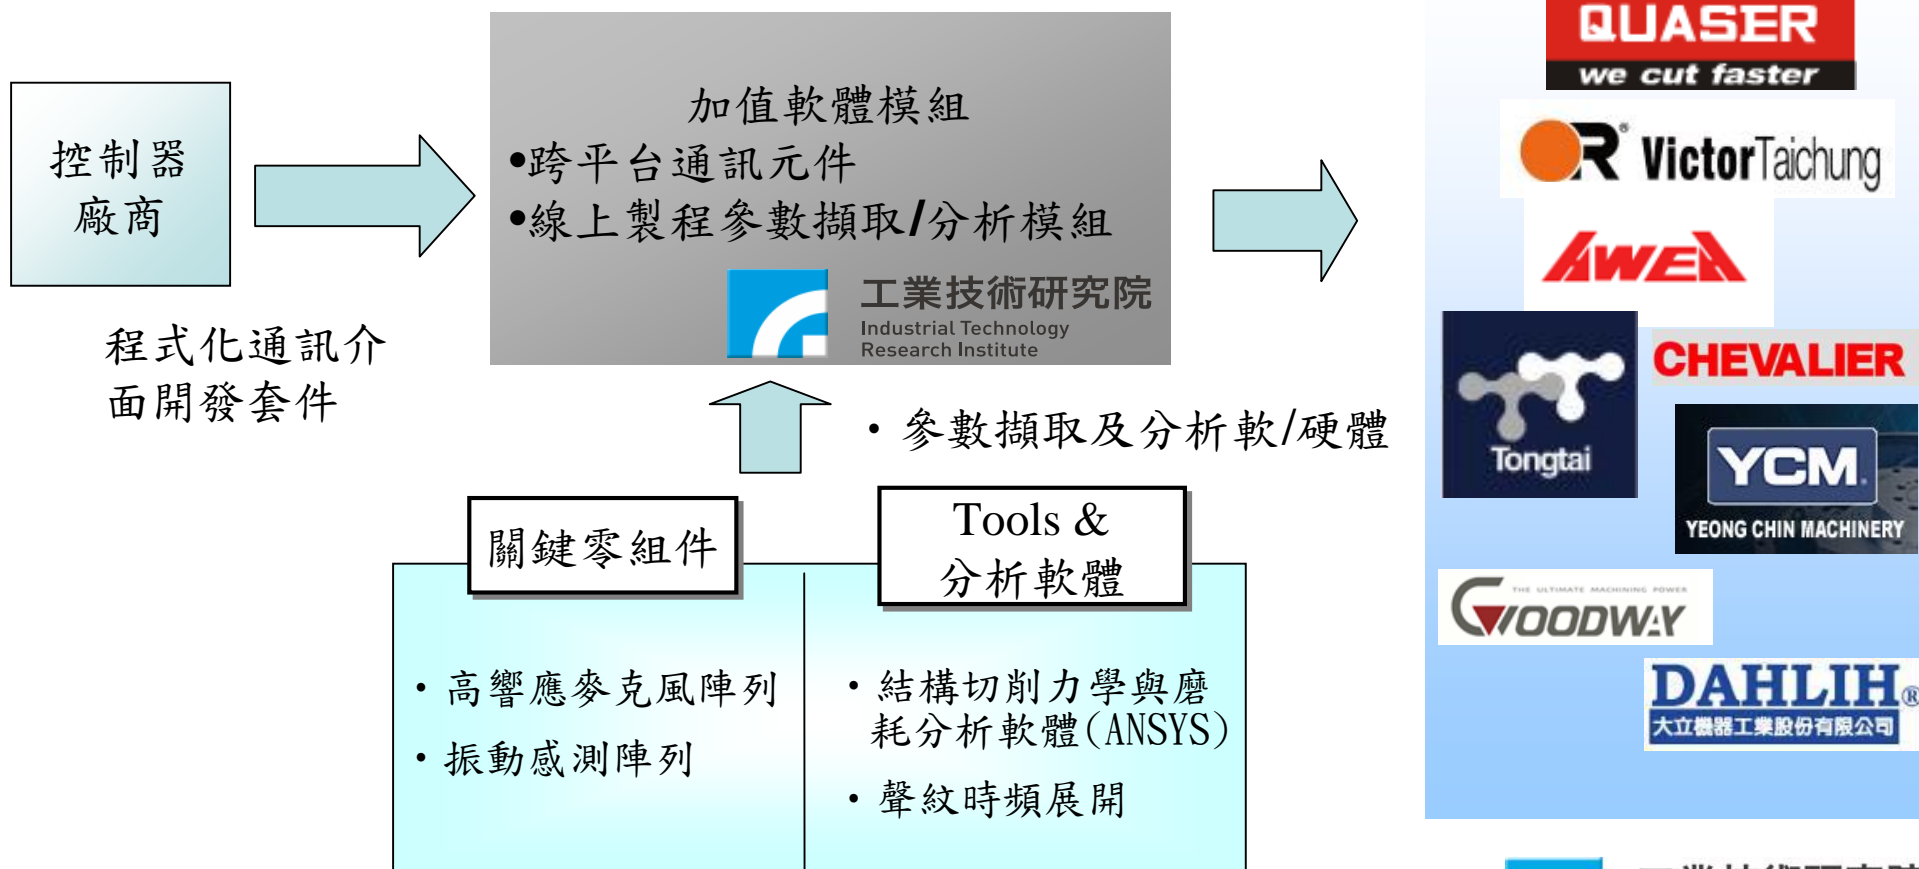 控制器
廠商
程式化通訊介
面開發套件
加值軟體模組
•跨平台通訊元件
•線上製程參數擷取/分析模組
工業技術研究院
Industrial Technology
Research Institute
•參數擷取及分析軟/硬體
關鍵零組件
•高響應麥克風陣列
•振動感測陣列
Tools &
分析軟體
•結構切削力學與磨
耗分析軟體(ANSYS)
•聲紋時頻展開
QUASER
we cut faster
OR® VictorTaichung
AWEA
Tongtai
CHEVALIER
YCM
YEONG CHIN MACHINERY
THE ULTIMATE MACHINING POWER
GOODWAY
DAHLIH®
大立機器工業股份有限公司